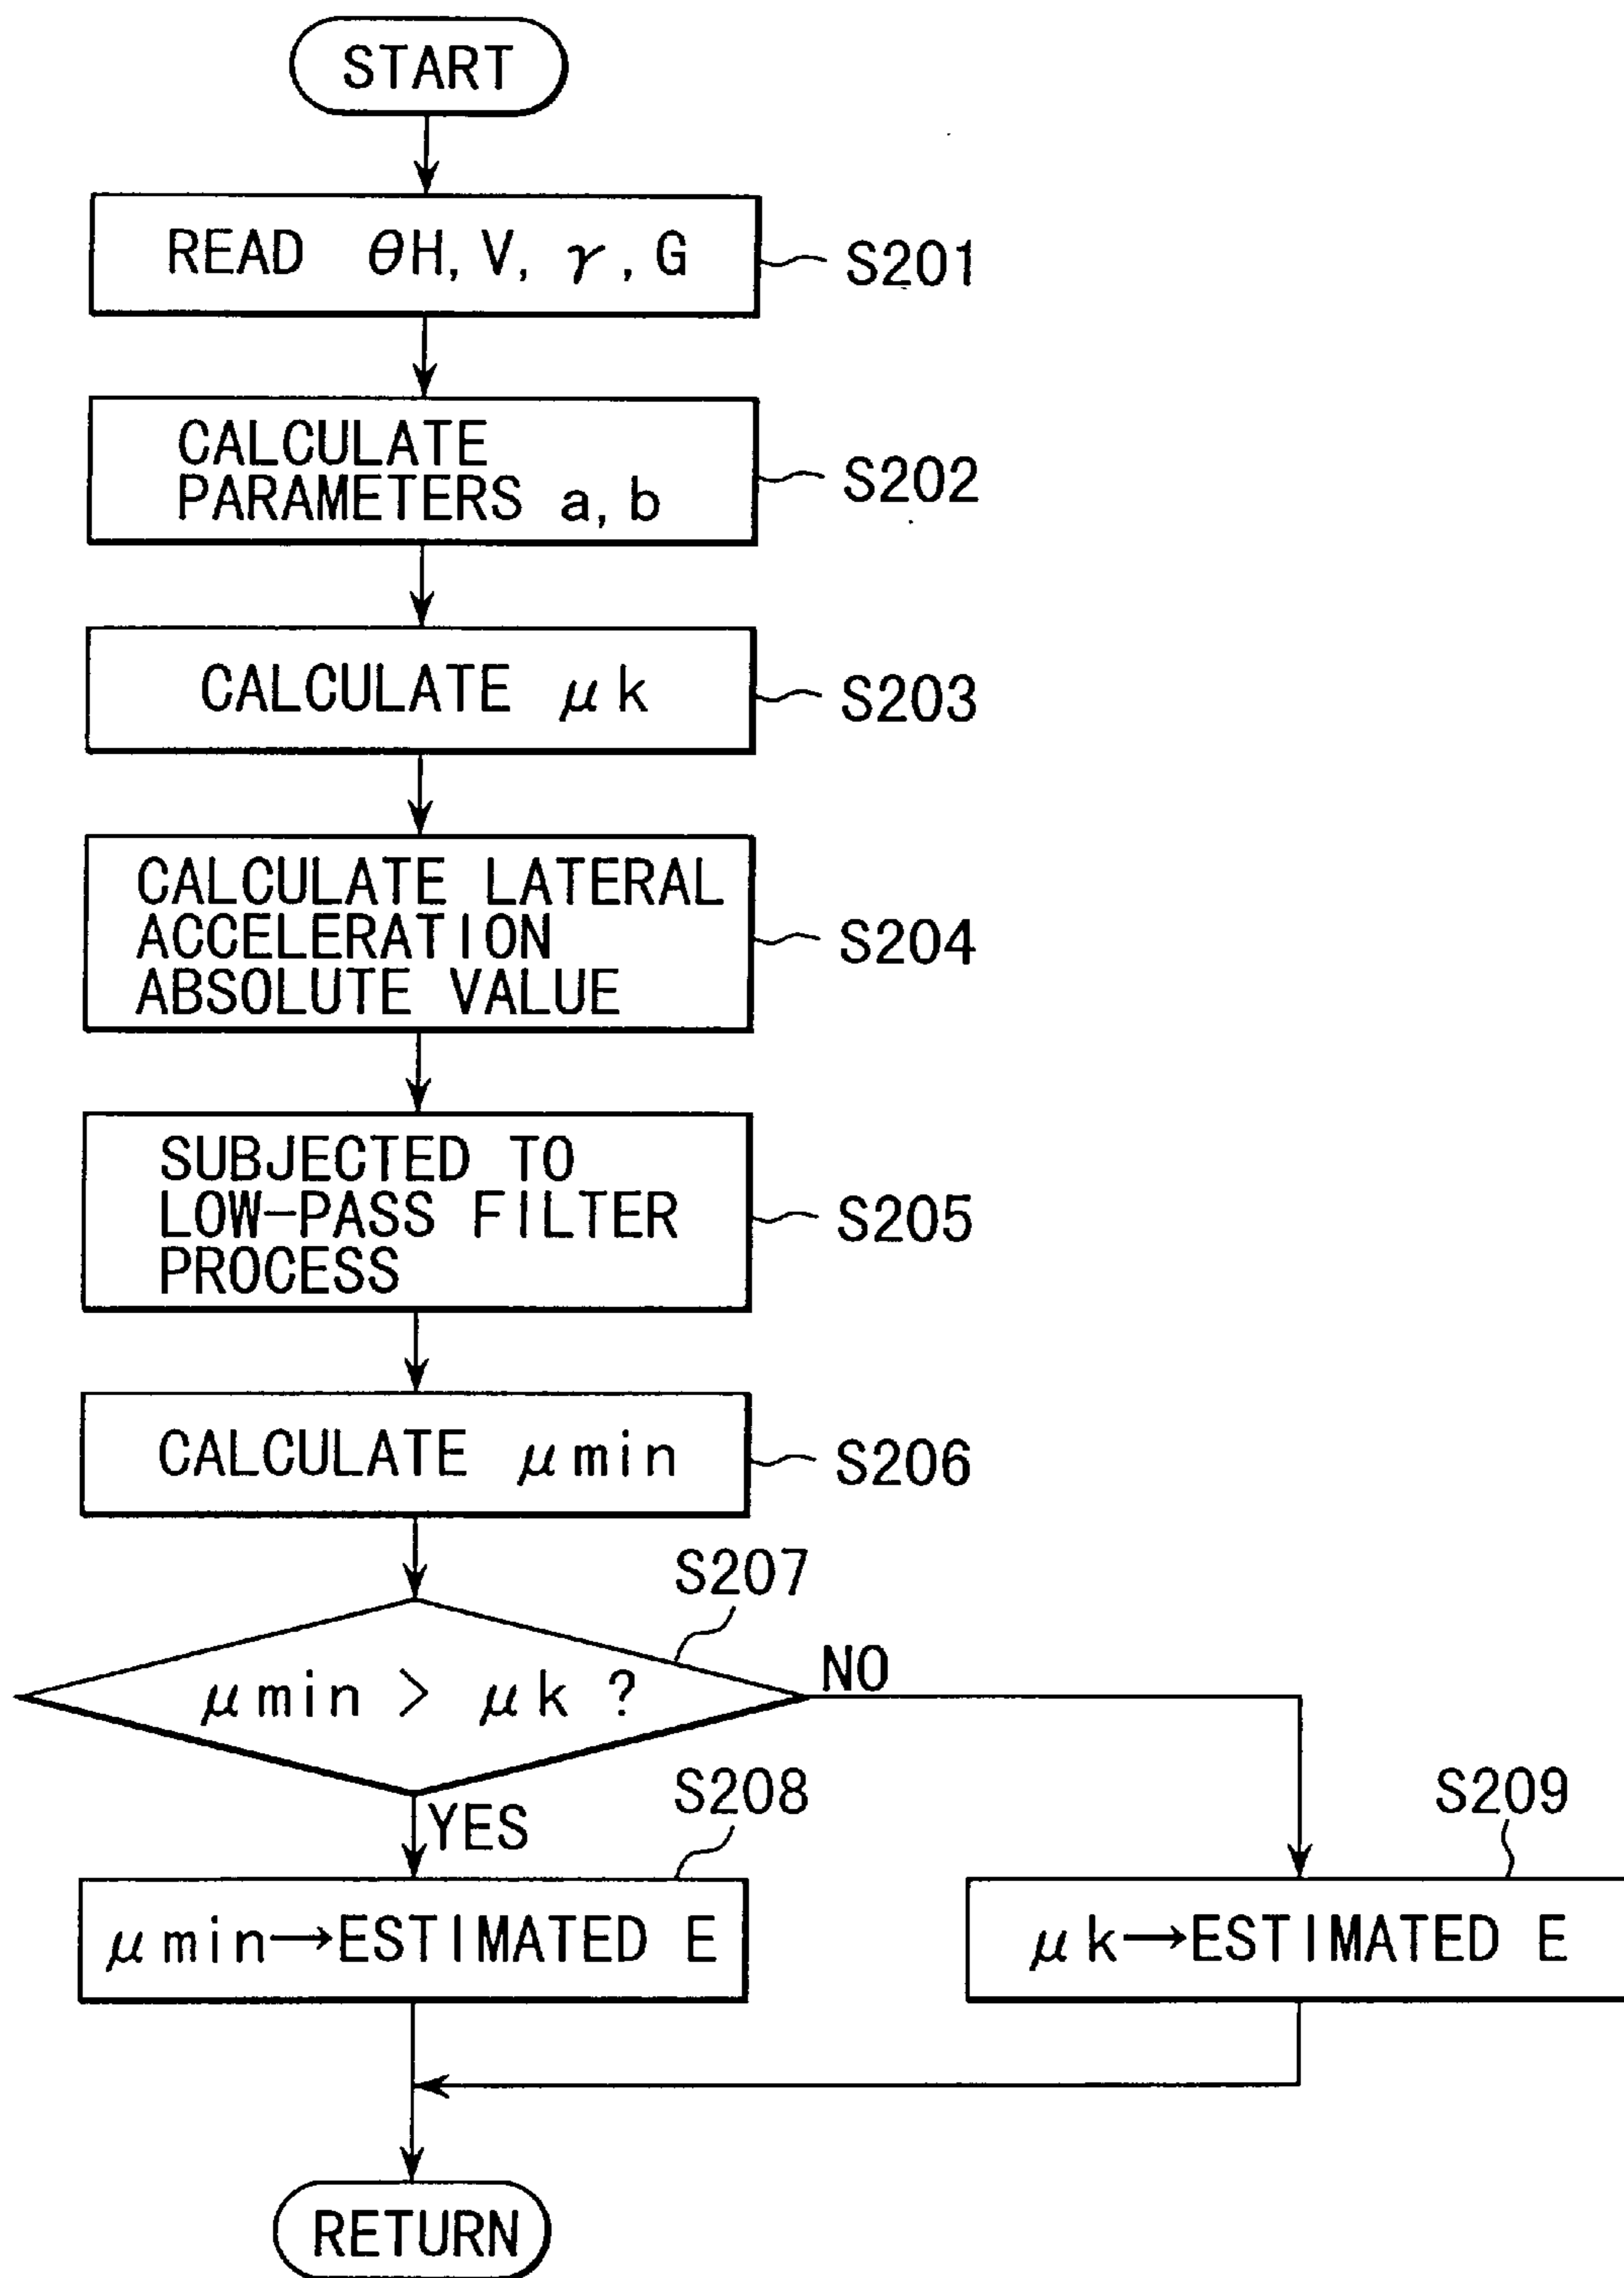 START
READ θH, V, γ, G
S201
CALCULATE
PARAMETERS a, b
S202
CALCULATE μk
S203
CALCULATE LATERAL
ACCELERATION
ABSOLUTE VALUE
S204
SUBJECTED TO
LOW-PASS FILTER
PROCESS
S205
CALCULATE μmin
S206
S207
μmin > μk ?
NO
YES
S208
S209
μmin→ESTIMATED E
μk→ESTIMATED E
RETURN